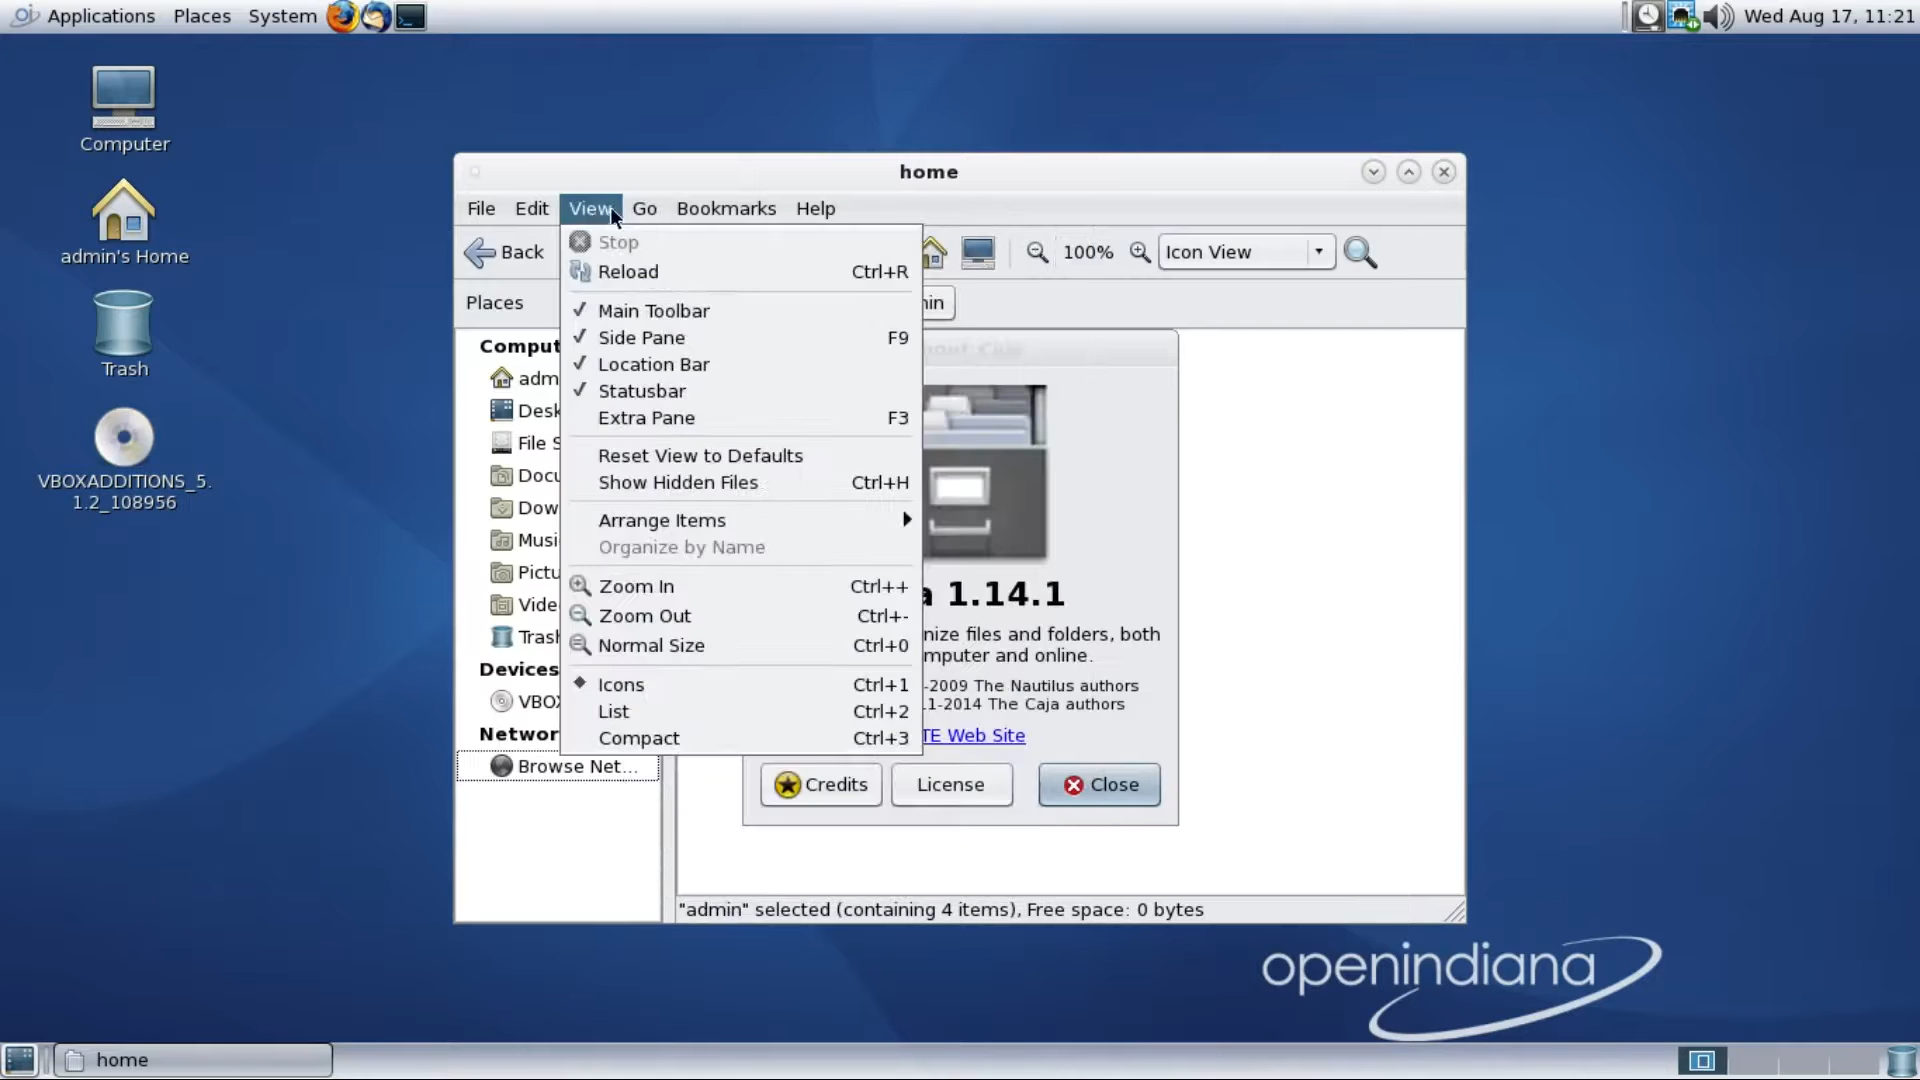 Applications Places System Wed Aug 17, 11:21
Computer
admin's Home
Trash
VBOXADDITIONS_5.
1.2_108956
home
File Edit View Go Bookmarks Help
Back 100% Icon View
Places
Stop
Reload Ctrl+R
Main Toolbar
Side Pane F9
Location Bar
Statusbar
Extra Pane F3
Reset View to Defaults
Show Hidden Files Ctrl+H
Arrange Items
Organize by Name
Zoom In Ctrl++
Zoom Out Ctrl+-
Normal Size Ctrl+0
Icons Ctrl+1
List Ctrl+2
Compact Ctrl+3
Comput
adm
Desk
File S
Docu
Dow
Musi
Pictu
Vide
Trash
Devices
VBOX
Networ
Browse Net...
a 1.14.1
nize files and folders, both
mputer and online.
-2009 The Nautilus authors
11-2014 The Caja authors
TE Web Site
Credits License Close
"admin" selected (containing 4 items), Free space: 0 bytes
openindiana
home